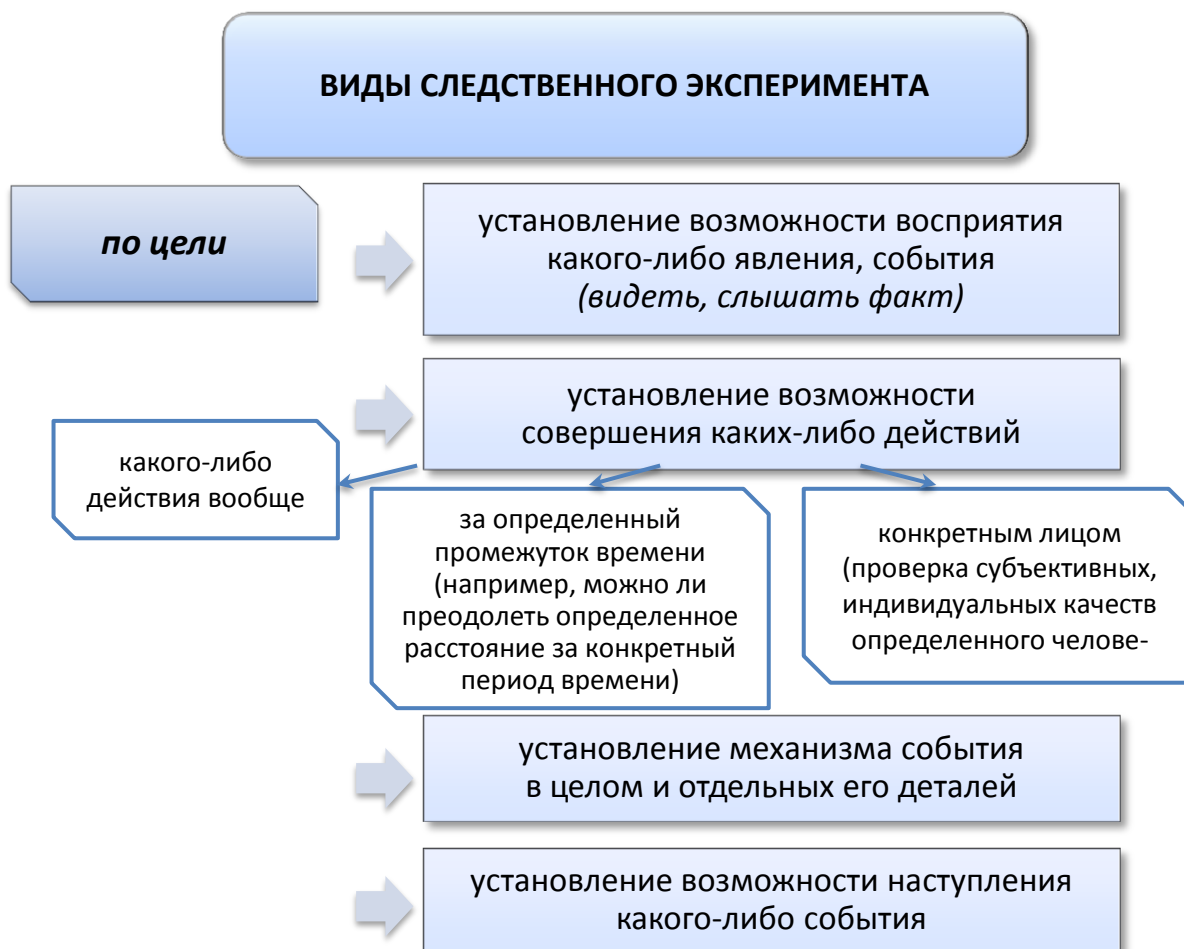 ВИДЫ СЛЕДСТВЕННОГО ЭКСПЕРИМЕНТА
по цели
установление возможности восприятия
какого-либо явления, события
(видеть, слышать факт)
установление возможности
совершения каких-либо действий
какого-либо
действия вообще
за определенный
промежуток времени
(например, можно ли
преодолеть определенное
расстояние за конкретный
период времени)
конкретным лицом
(проверка субъективных,
индивидуальных качеств
определенного челове-
установление механизма события
в целом и отдельных его деталей
установление возможности наступления
какого-либо события